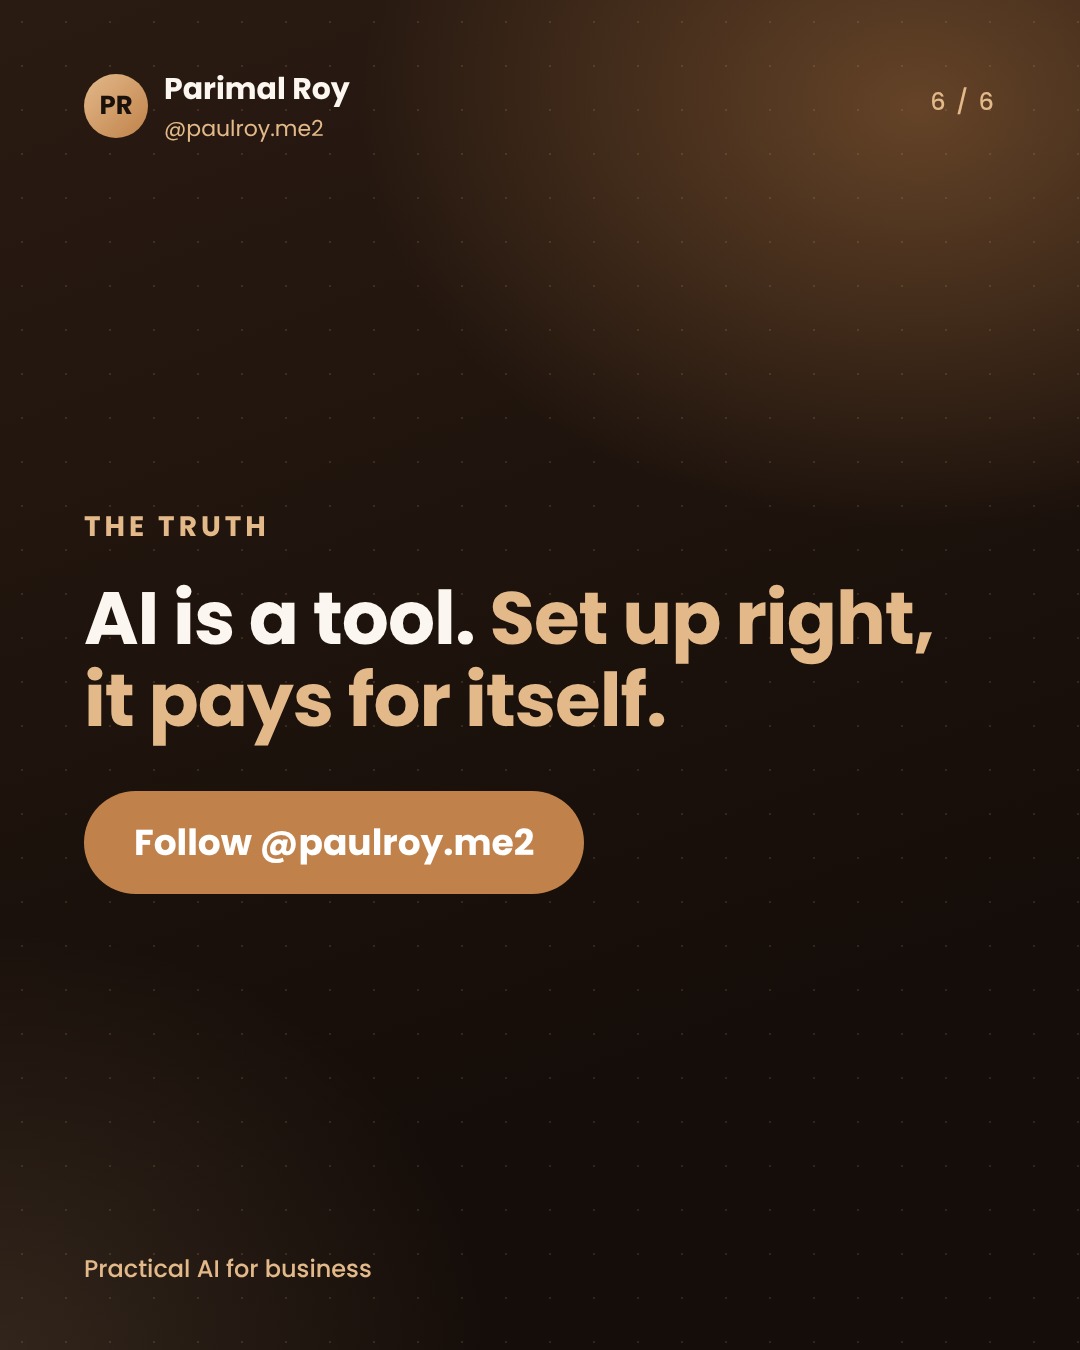 PR
Parimal Roy
@paulroy.me2
6 / 6
THE TRUTH
AI is a tool. Set up right,
it pays for itself.
Follow @paulroy.me2
Practical AI for business